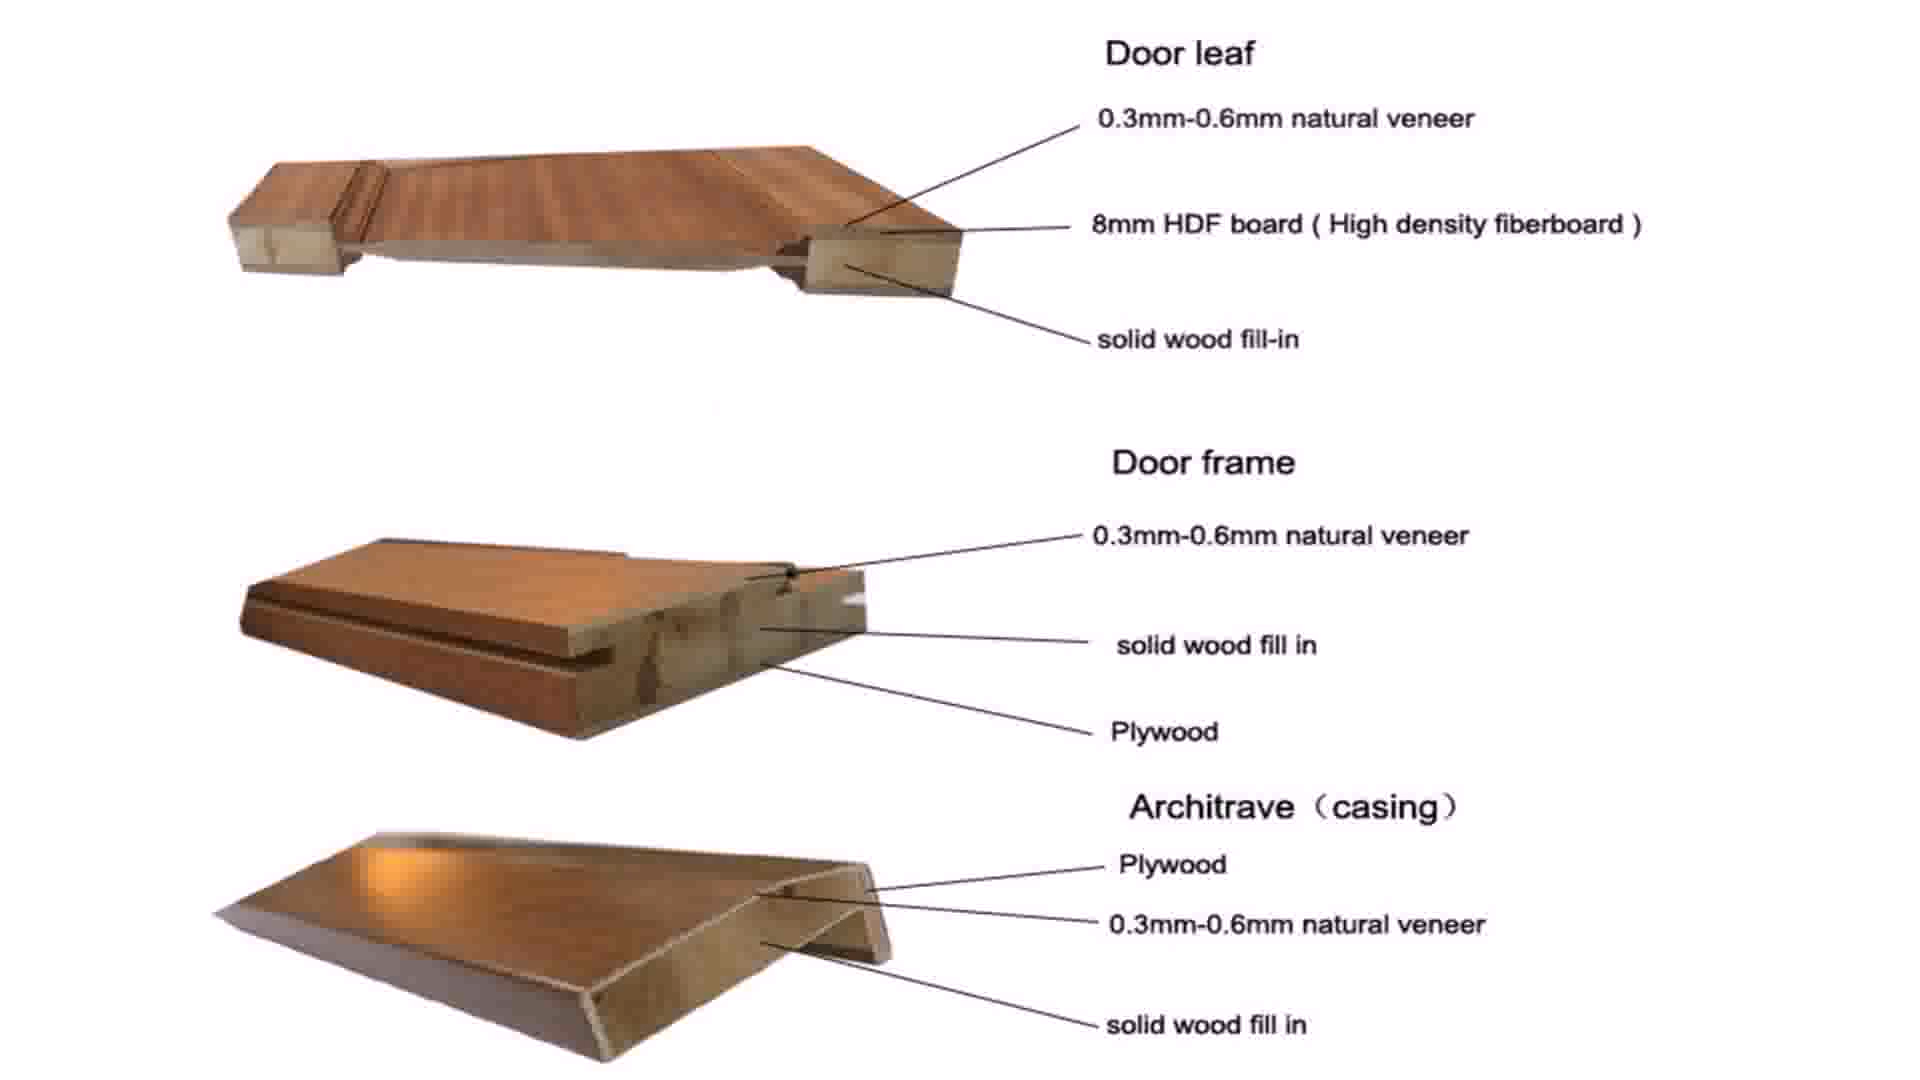 Door leaf
0.3mm-0.6mm natural veneer
8mm HDF board ( High density fiberboard )
solid wood fill-in
Door frame
0.3mm-0.6mm natural veneer
solid wood fill in
Plywood
Architrave（casing）
Plywood
0.3mm-0.6mm natural veneer
solid wood fill in